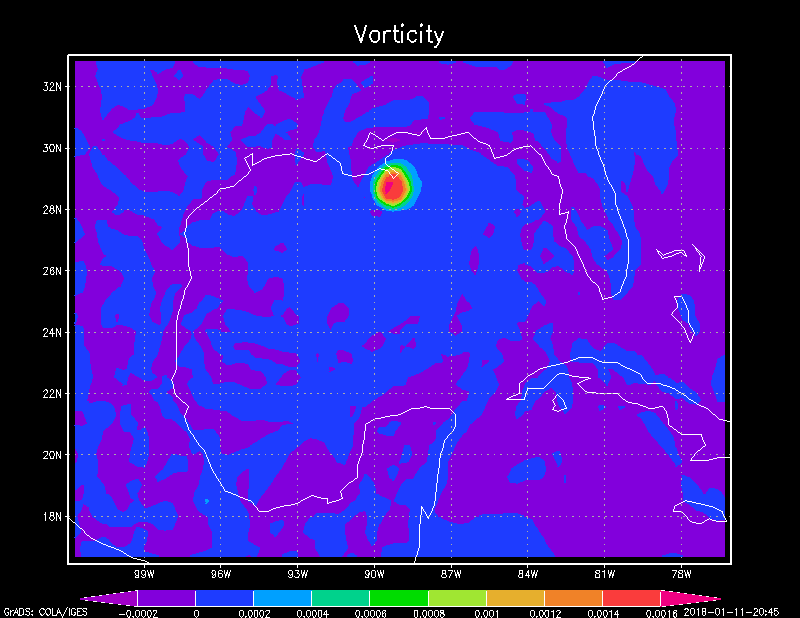 Vorticity
32N
30N
28N
26N
24N
22N
20N
18N
99W 96W 93W 90W 87W 84W 81W 78W
-0.0002 0 0.0002 0.0004 0.0006 0.0008 0.001 0.0012 0.0014 0.0016
GrADS: COLA/IGES 2018-01-11-20:45